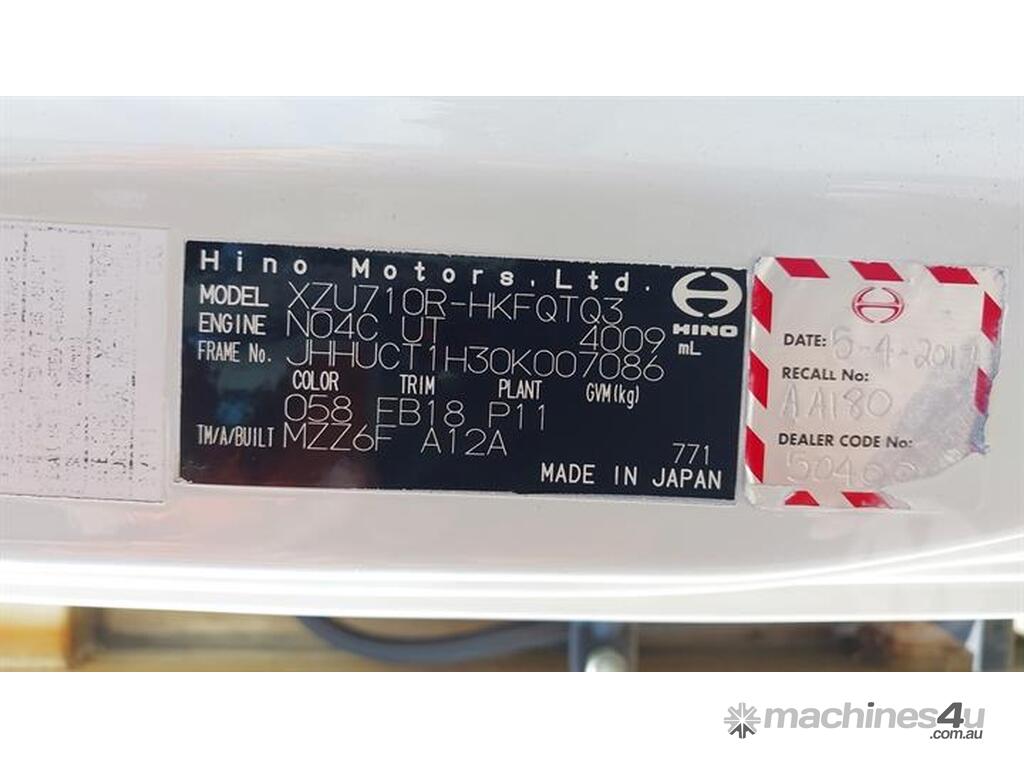 Hino Motors, Ltd.
MODEL XZU710R-HKFQTQ3
ENGINE N04C UT 4009 mL
HINO
FRAME No. JHHUCT1H30K007086
COLOR TRIM PLANT GVM(kg)
058 FB18 P11
TM/A/BUILT MZZ6F A12A
771
MADE IN JAPAN
DATE: 5-4-2017
RECALL No:
AA180
DEALER CODE No:
machines4u
.com.au